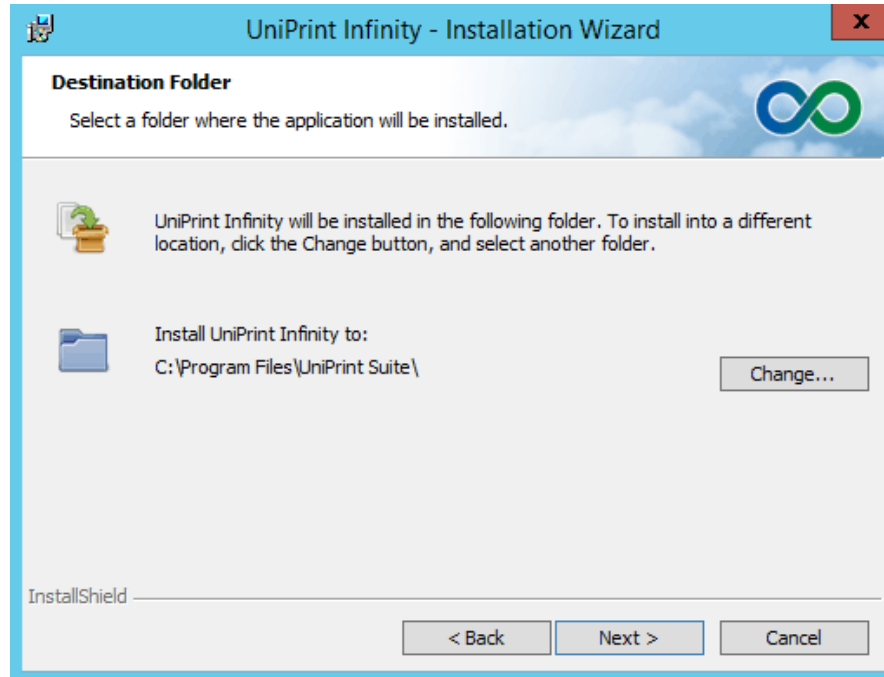 UniPrint Infinity - Installation Wizard
x
Destination Folder
Select a folder where the application will be installed.
UniPrint Infinity will be installed in the following folder. To install into a different
location, click the Change button, and select another folder.
Install UniPrint Infinity to:
C:\Program Files\UniPrint Suite\
Change...
InstallShield
< Back
Next >
Cancel